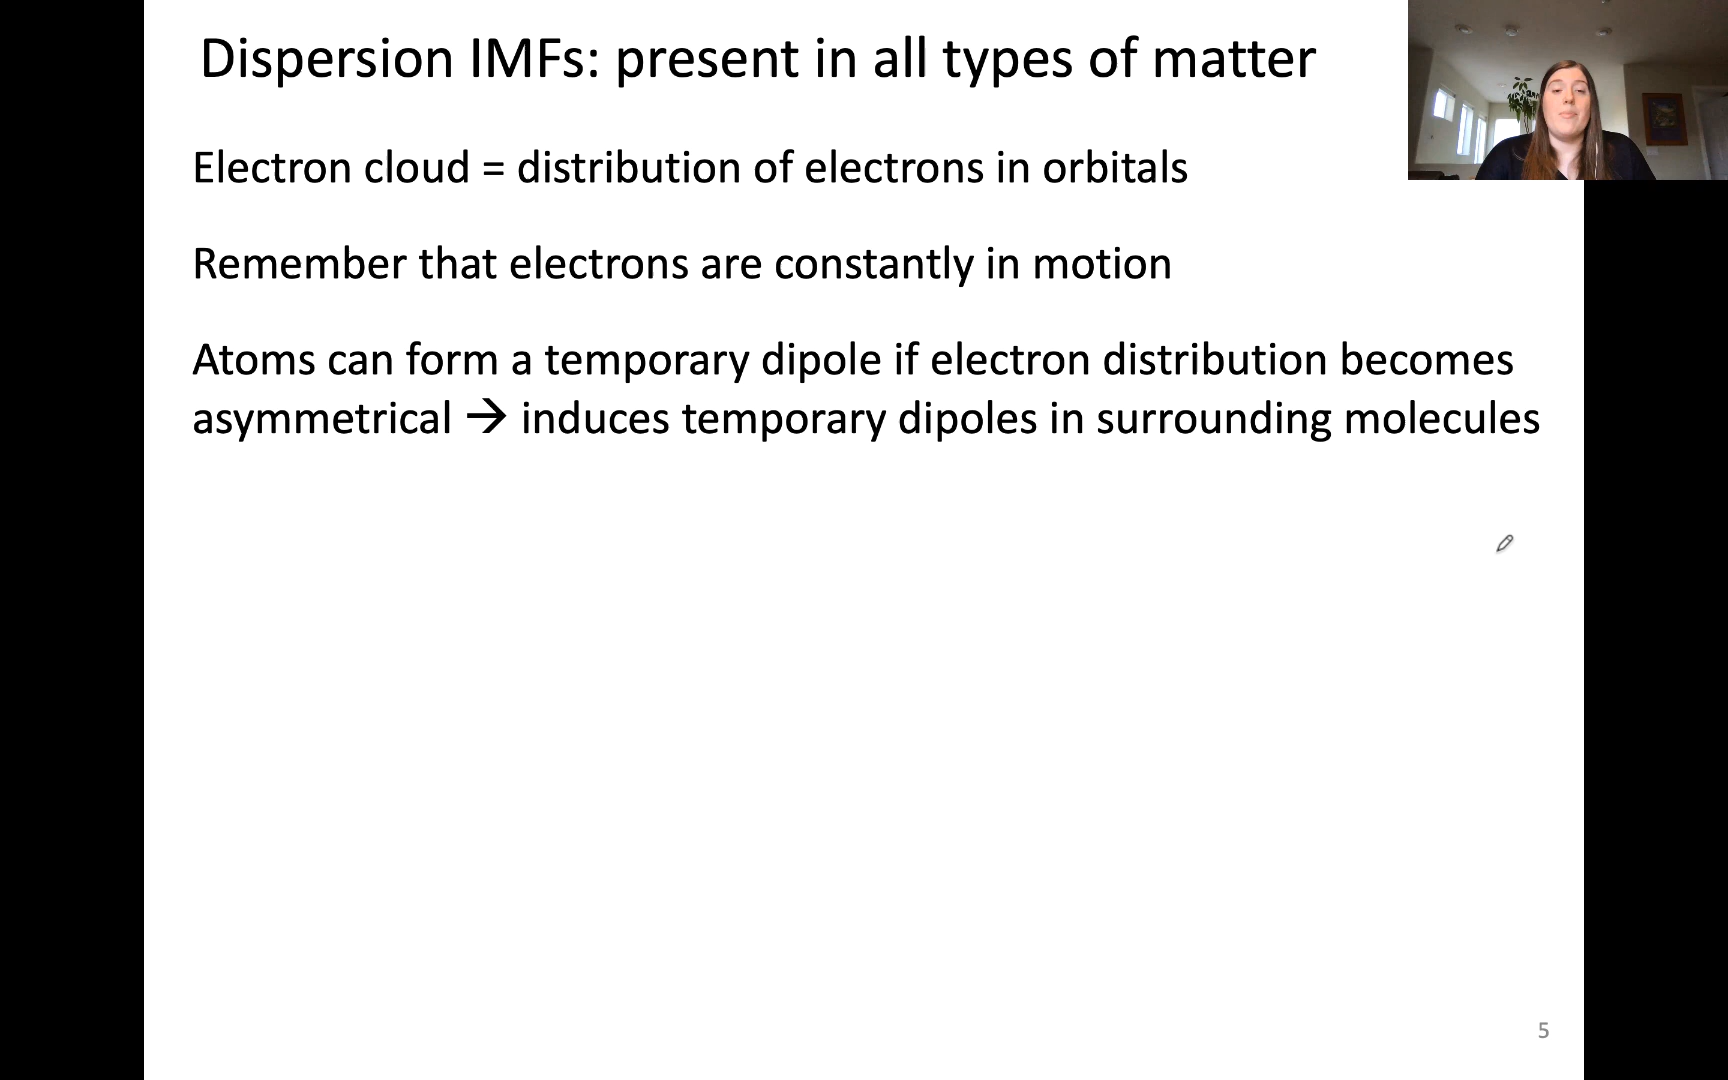 Dispersion IMFs: present in all types of matter
Electron cloud = distribution of electrons in orbitals
Remember that electrons are constantly in motion
Atoms can form a temporary dipole if electron distribution becomes
asymmetrical → induces temporary dipoles in surrounding molecules
5